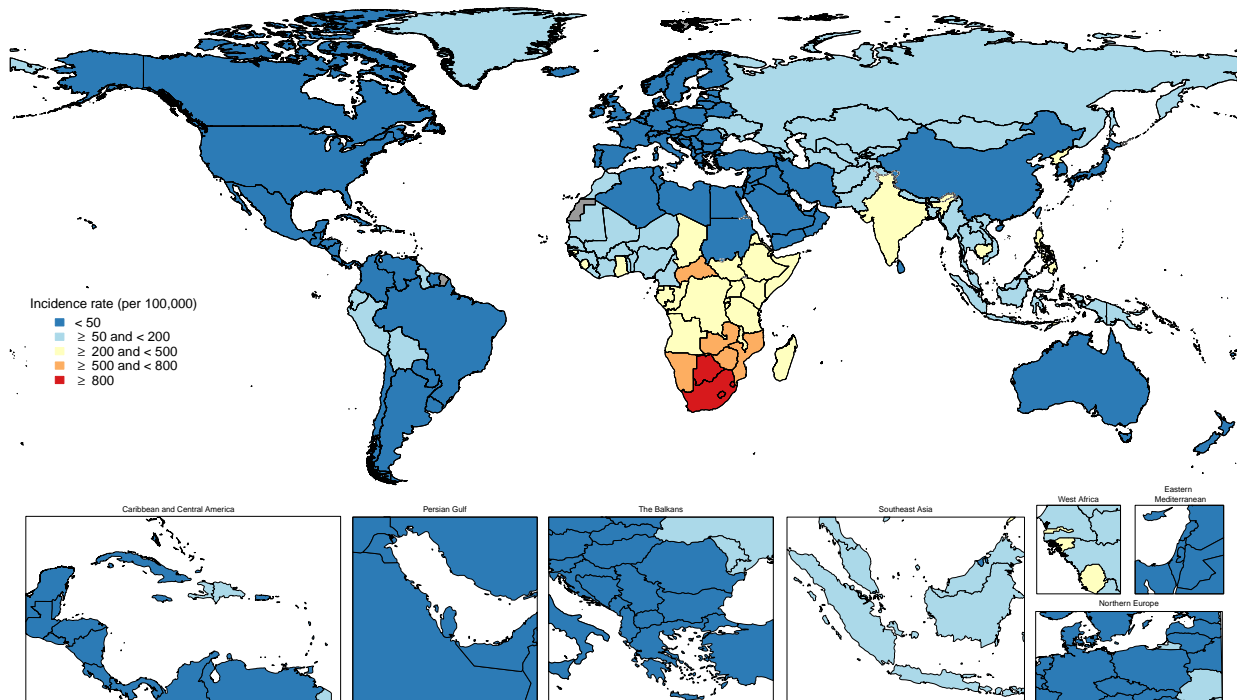 Incidence rate (per 100,000)
< 50
≥ 50 and < 200
≥ 200 and < 500
≥ 500 and < 800
≥ 800
Caribbean and Central America
Persian Gulf
The Balkans
Southeast Asia
West Africa
Eastern
Mediterranean
Northern Europe